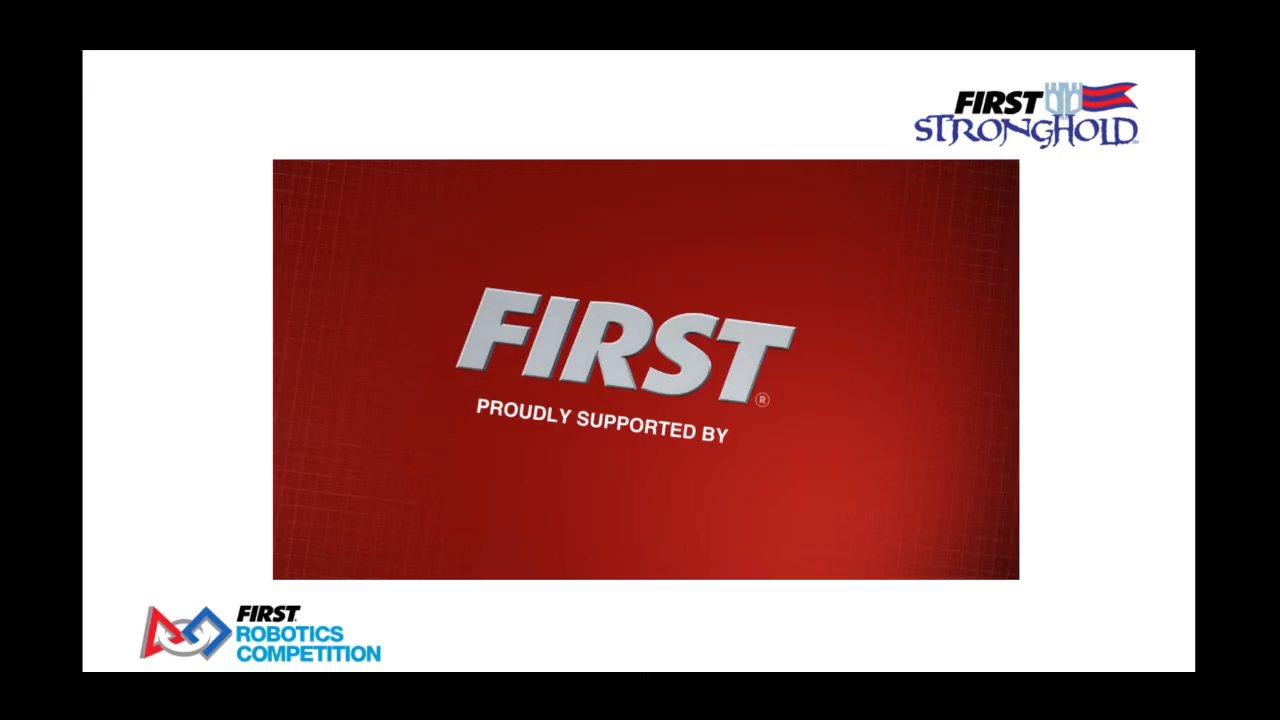 FIRST
STRONGHOLD
FIRST®
PROUDLY SUPPORTED BY
FIRST
ROBOTICS
COMPETITION